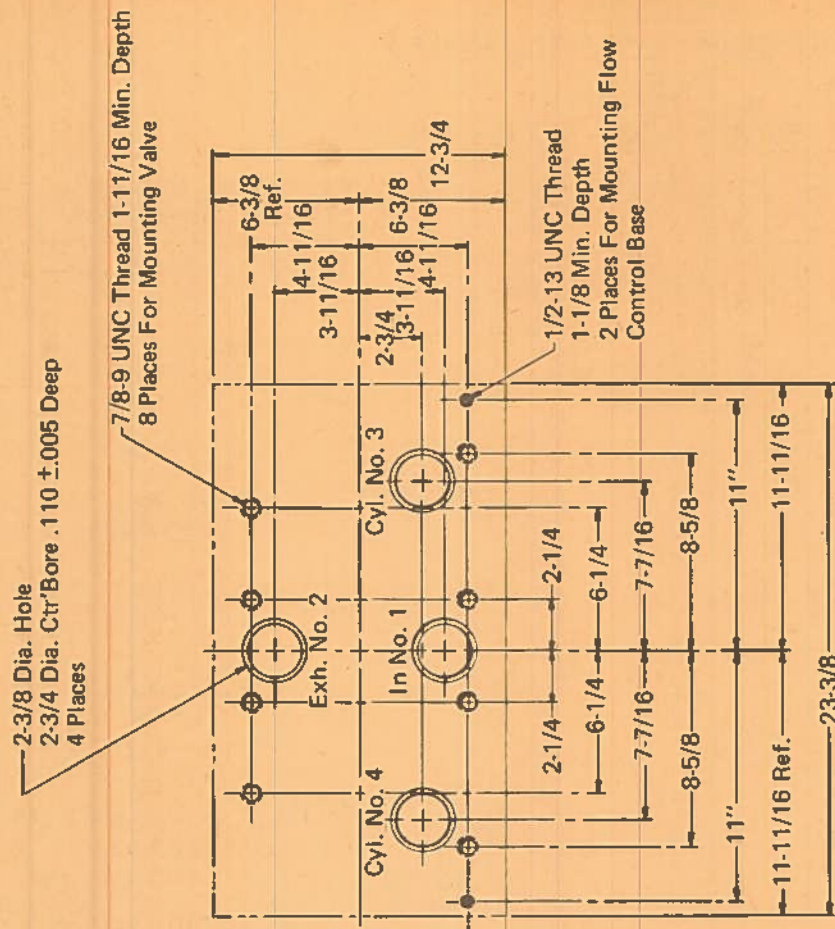 2-3/8 Dia. Hole
2-3/4 Dia. Ctr'Bore .110 ±.005 Deep
4 Places
7/8-9 UNC Thread 1-11/16 Min. Depth
8 Places For Mounting Valve
6-3/8
Ref.
4-11/16
3-11/16
2-3/4
3-11/16
4-11/16
6-3/8
12-3/4
Exh. No. 2
In No. 1
Cyl. No. 3
Cyl. No. 4
1/2-13 UNC Thread
1-1/8 Min. Depth
2 Places For Mounting Flow
Control Base
2-1/4
2-1/4
6-1/4
6-1/4
7-7/16
7-7/16
8-5/8
8-5/8
11"
11"
11-11/16 Ref.
11-11/16
23-3/8